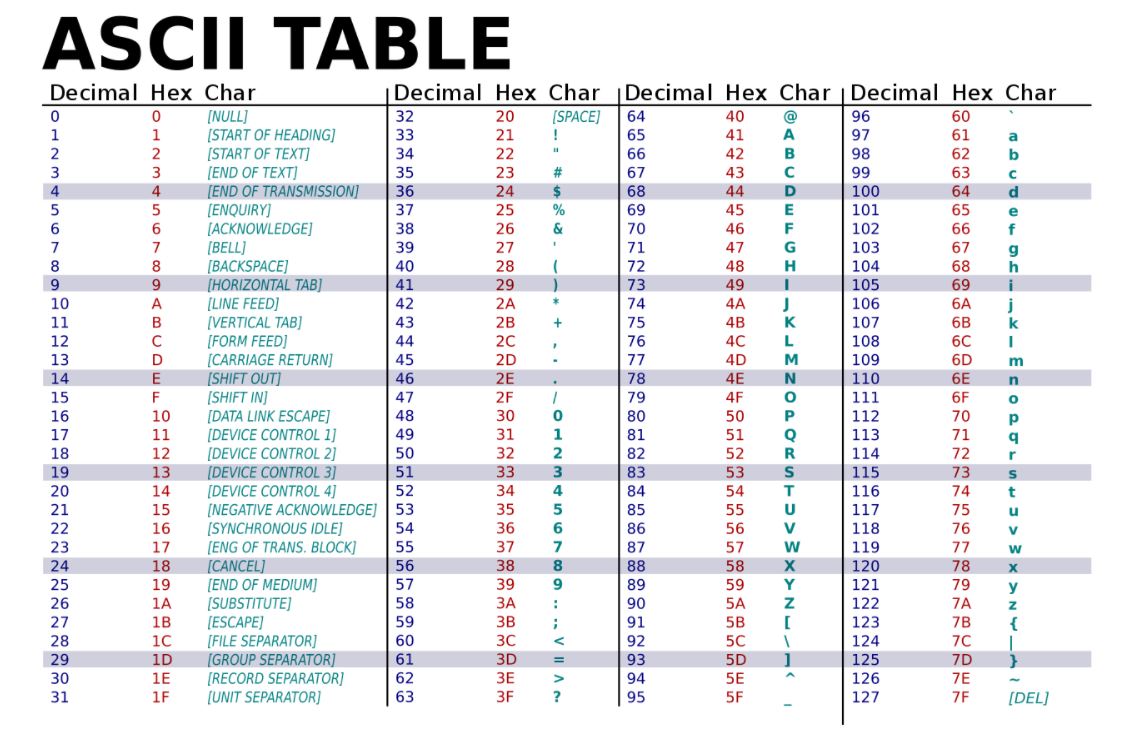 ASCII TABLE
Decimal Hex Char Decimal Hex Char Decimal Hex Char Decimal Hex Char
0 0 [NULL] 32 20 [SPACE] 64 40 @ 96 60 `
1 1 [START OF HEADING] 33 21 ! 65 41 A 97 61 a
2 2 [START OF TEXT] 34 22 " 66 42 B 98 62 b
3 3 [END OF TEXT] 35 23 # 67 43 C 99 63 c
4 4 [END OF TRANSMISSION] 36 24 $ 68 44 D 100 64 d
5 5 [ENQUIRY] 37 25 % 69 45 E 101 65 e
6 6 [ACKNOWLEDGE] 38 26 & 70 46 F 102 66 f
7 7 [BELL] 39 27 ' 71 47 G 103 67 g
8 8 [BACKSPACE] 40 28 ( 72 48 H 104 68 h
9 9 [HORIZONTAL TAB] 41 29 ) 73 49 I 105 69 i
10 A [LINE FEED] 42 2A * 74 4A J 106 6A j
11 B [VERTICAL TAB] 43 2B + 75 4B K 107 6B k
12 C [FORM FEED] 44 2C , 76 4C L 108 6C l
13 D [CARRIAGE RETURN] 45 2D - 77 4D M 109 6D m
14 E [SHIFT OUT] 46 2E . 78 4E N 110 6E n
15 F [SHIFT IN] 47 2F / 79 4F O 111 6F o
16 10 [DATA LINK ESCAPE] 48 30 0 80 50 P 112 70 p
17 11 [DEVICE CONTROL 1] 49 31 1 81 51 Q 113 71 q
18 12 [DEVICE CONTROL 2] 50 32 2 82 52 R 114 72 r
19 13 [DEVICE CONTROL 3] 51 33 3 83 53 S 115 73 s
20 14 [DEVICE CONTROL 4] 52 34 4 84 54 T 116 74 t
21 15 [NEGATIVE ACKNOWLEDGE] 53 35 5 85 55 U 117 75 u
22 16 [SYNCHRONOUS IDLE] 54 36 6 86 56 V 118 76 v
23 17 [ENG OF TRANS. BLOCK] 55 37 7 87 57 W 119 77 w
24 18 [CANCEL] 56 38 8 88 58 X 120 78 x
25 19 [END OF MEDIUM] 57 39 9 89 59 Y 121 79 y
26 1A [SUBSTITUTE] 58 3A : 90 5A Z 122 7A z
27 1B [ESCAPE] 59 3B ; 91 5B [ 123 7B {
28 1C [FILE SEPARATOR] 60 3C < 92 5C \ 124 7C |
29 1D [GROUP SEPARATOR] 61 3D = 93 5D ] 125 7D }
30 1E [RECORD SEPARATOR] 62 3E > 94 5E ^ 126 7E ~
31 1F [UNIT SEPARATOR] 63 3F ? 95 5F _ 127 7F [DEL]